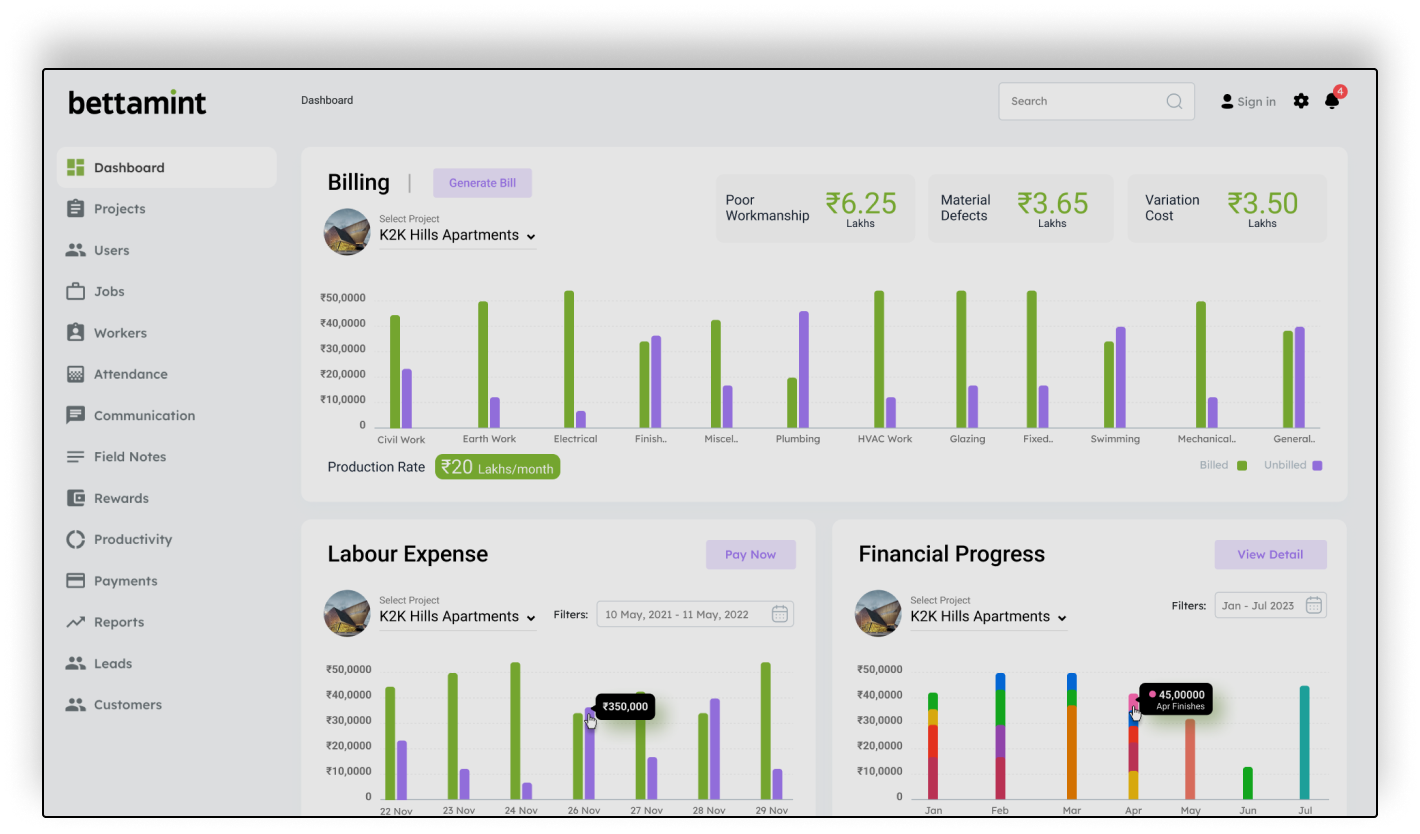 bettamint
Dashboard
Search
Sign in
4
Dashboard
Projects
Users
Jobs
Workers
Attendance
Communication
Field Notes
Rewards
Productivity
Payments
Reports
Leads
Customers
Billing |
Generate Bill
Select Project
K2K Hills Apartments
Poor
Workmanship
₹6.25
Lakhs
Material
Defects
₹3.65
Lakhs
Variation
Cost
₹3.50
Lakhs
₹50,0000
₹40,0000
₹30,0000
₹20,0000
₹10,0000
0
Civil Work
Earth Work
Electrical
Finish..
Miscel..
Plumbing
HVAC Work
Glazing
Fixed..
Swimming
Mechanical..
General..
Production Rate
₹20 Lakhs/month
Billed
Unbilled
Labour Expense
Pay Now
Select Project
K2K Hills Apartments
Filters:
10 May, 2021 - 11 May, 2022
₹50,0000
₹40,0000
₹30,0000
₹20,0000
₹10,0000
0
₹350,000
22 Nov
23 Nov
24 Nov
26 Nov
27 Nov
28 Nov
29 Nov
Financial Progress
View Detail
Select Project
K2K Hills Apartments
Filters:
Jan - Jul 2023
₹50,0000
₹40,0000
₹30,0000
₹20,0000
₹10,0000
0
45,00000
Apr Finishes
Jan
Feb
Mar
Apr
May
Jun
Jul